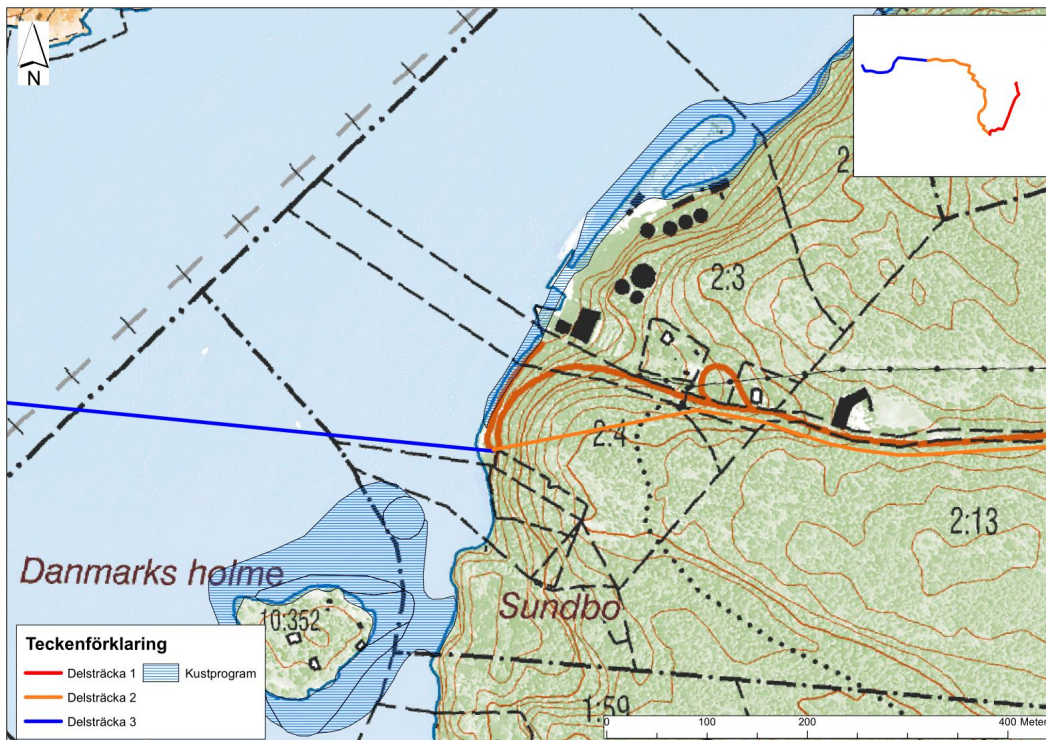 N
2
2:3
2:4
2:13
Danmarks holme
10:352
Sundbo
1:59
Teckenförklaring
Delsträcka 1
Kustprogram
Delsträcka 2
Delsträcka 3
0 100 200 400 Meter